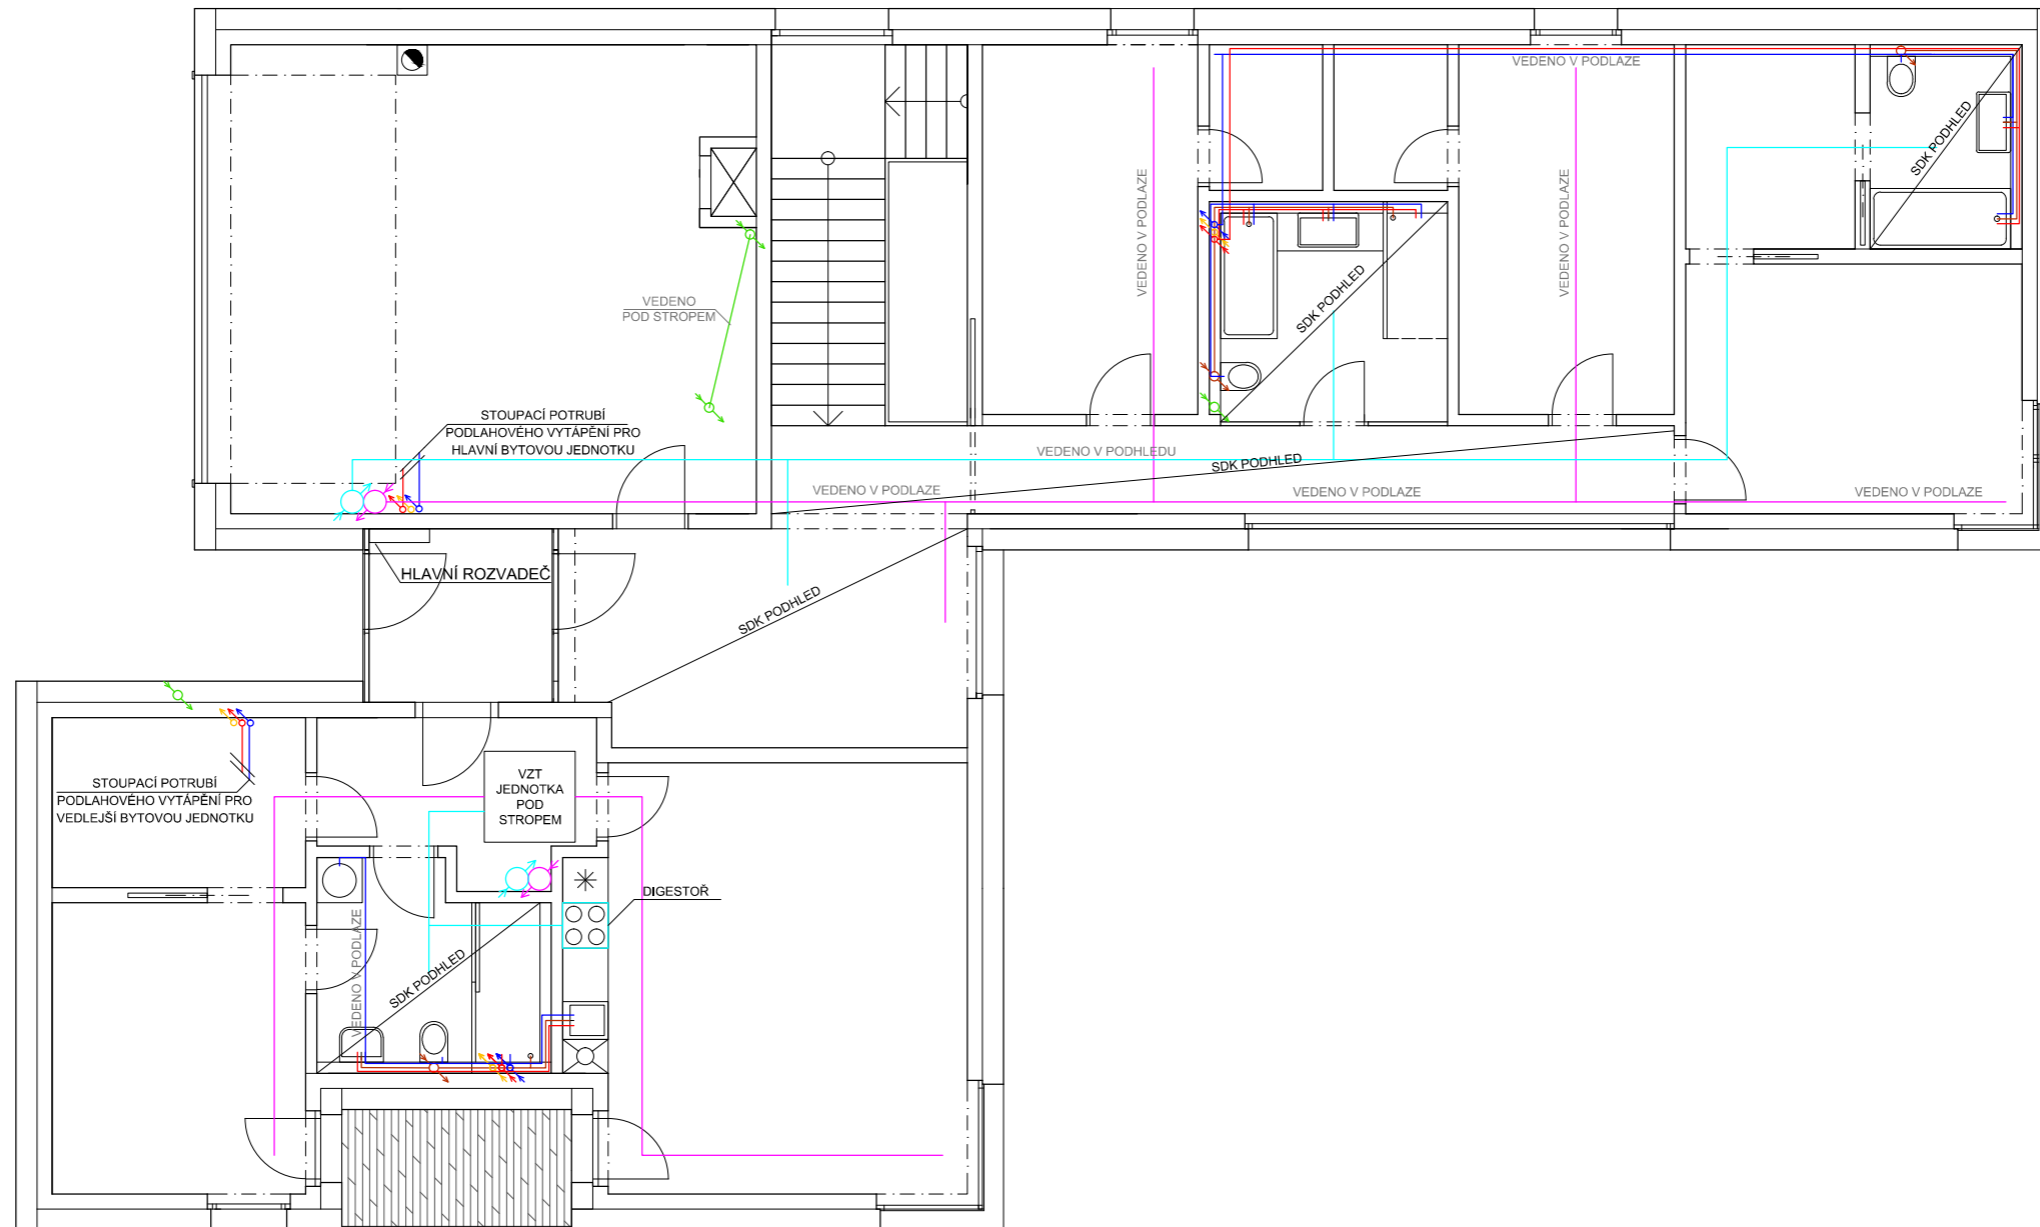 VEDENO V PODLAZE
SDK PODHLED
VEDENO V PODLAZE
VEDENO V PODLAZE
SDK PODHLED
VEDENO
POD STROPEM
STOUPACÍ POTRUBÍ
PODLAHOVÉHO VYTÁPĚNÍ PRO
HLAVNÍ BYTOVOU JEDNOTKU
VEDENO V PODHLEDU
SDK PODHLED
VEDENO V PODLAZE
VEDENO V PODLAZE
VEDENO V PODLAZE
HLAVNÍ ROZVADEČ
SDK PODHLED
STOUPACÍ POTRUBÍ
PODLAHOVÉHO VYTÁPĚNÍ PRO
VEDLEJŠÍ BYTOVOU JEDNOTKU
VZT
JEDNOTKA
POD
STROPEM
DIGESTOŘ
VEDENO V PODLAZE
SDK PODHLED